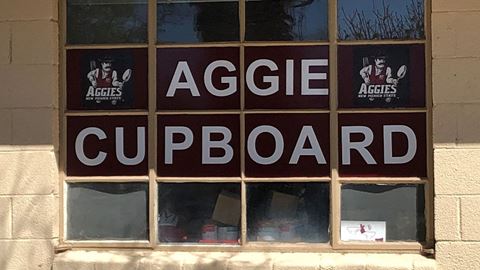 AGGIE
AGGIES
NEW MEXICO STATE
AGGIES
NEW MEXICO STATE
CUPBOARD